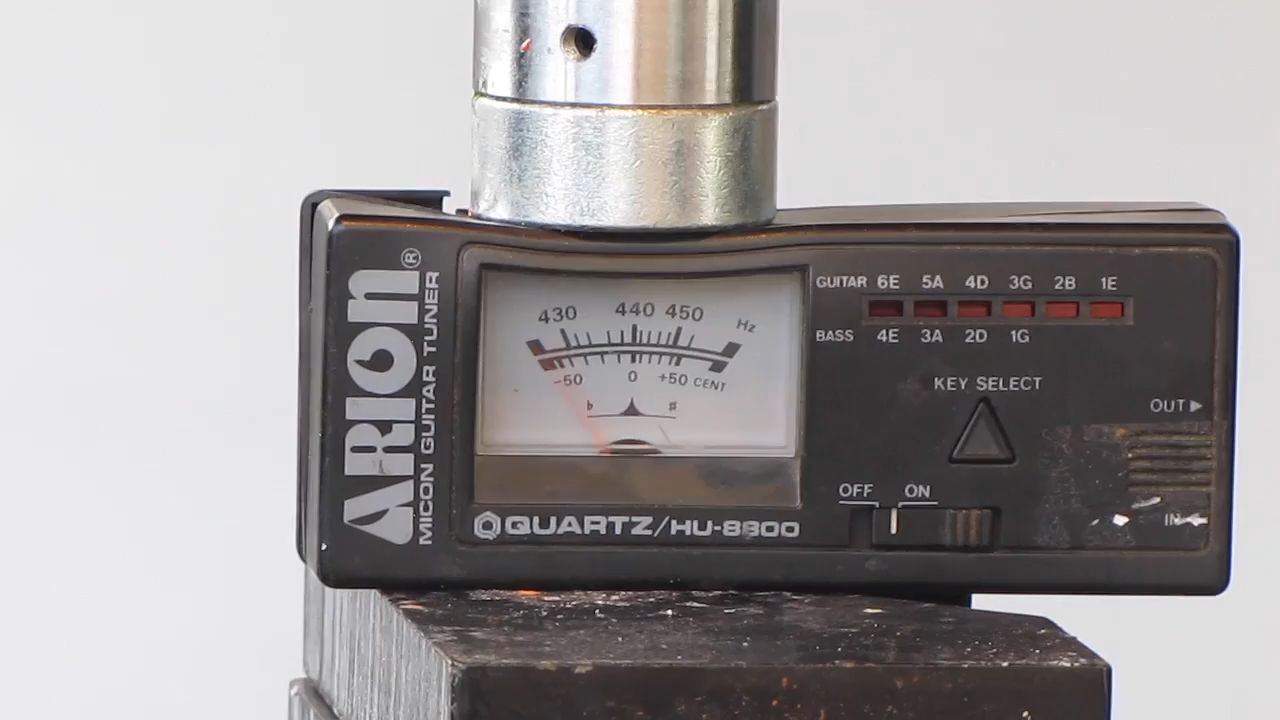 ARION®
MICON GUITAR TUNER
430 440 450 Hz
-50 0 +50 CENT
♭ #
QUARTZ/HU-8800
GUITAR 6E 5A 4D 3G 2B 1E
BASS 4E 3A 2D 1G
KEY SELECT
OUT ▶
OFF ON
IN